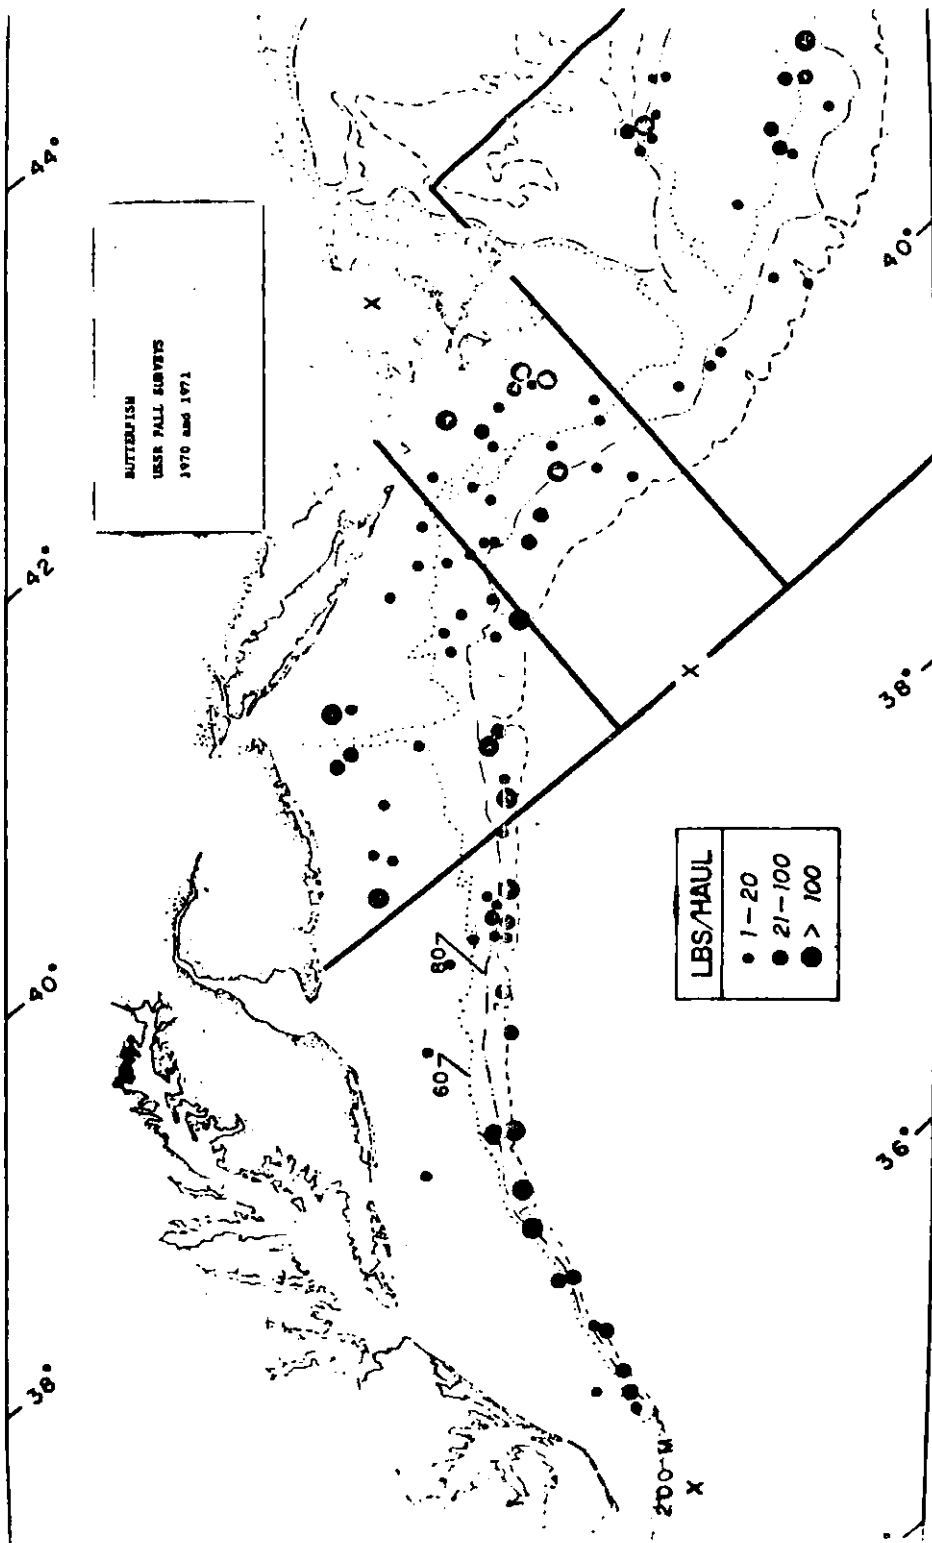 BUTTERFISH
USSR FALL SURVEYS
1970 and 1971
44°
42°
40°
38°
40°
38°
36°
X
X
X
60
80
200 M
LBS/HAUL
1-20
21-100
> 100